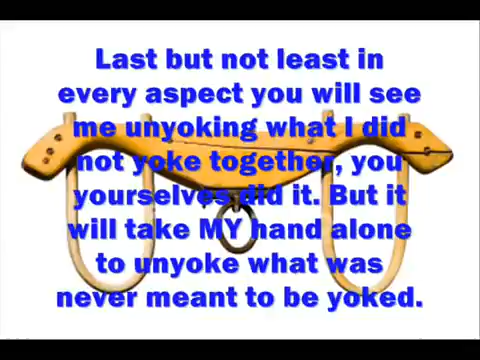 Last but not least in
every aspect you will see
me unyoking what I did
not yoke together, you
yourselves did it. But it
will take MY hand alone
to unyoke what was
never meant to be yoked.